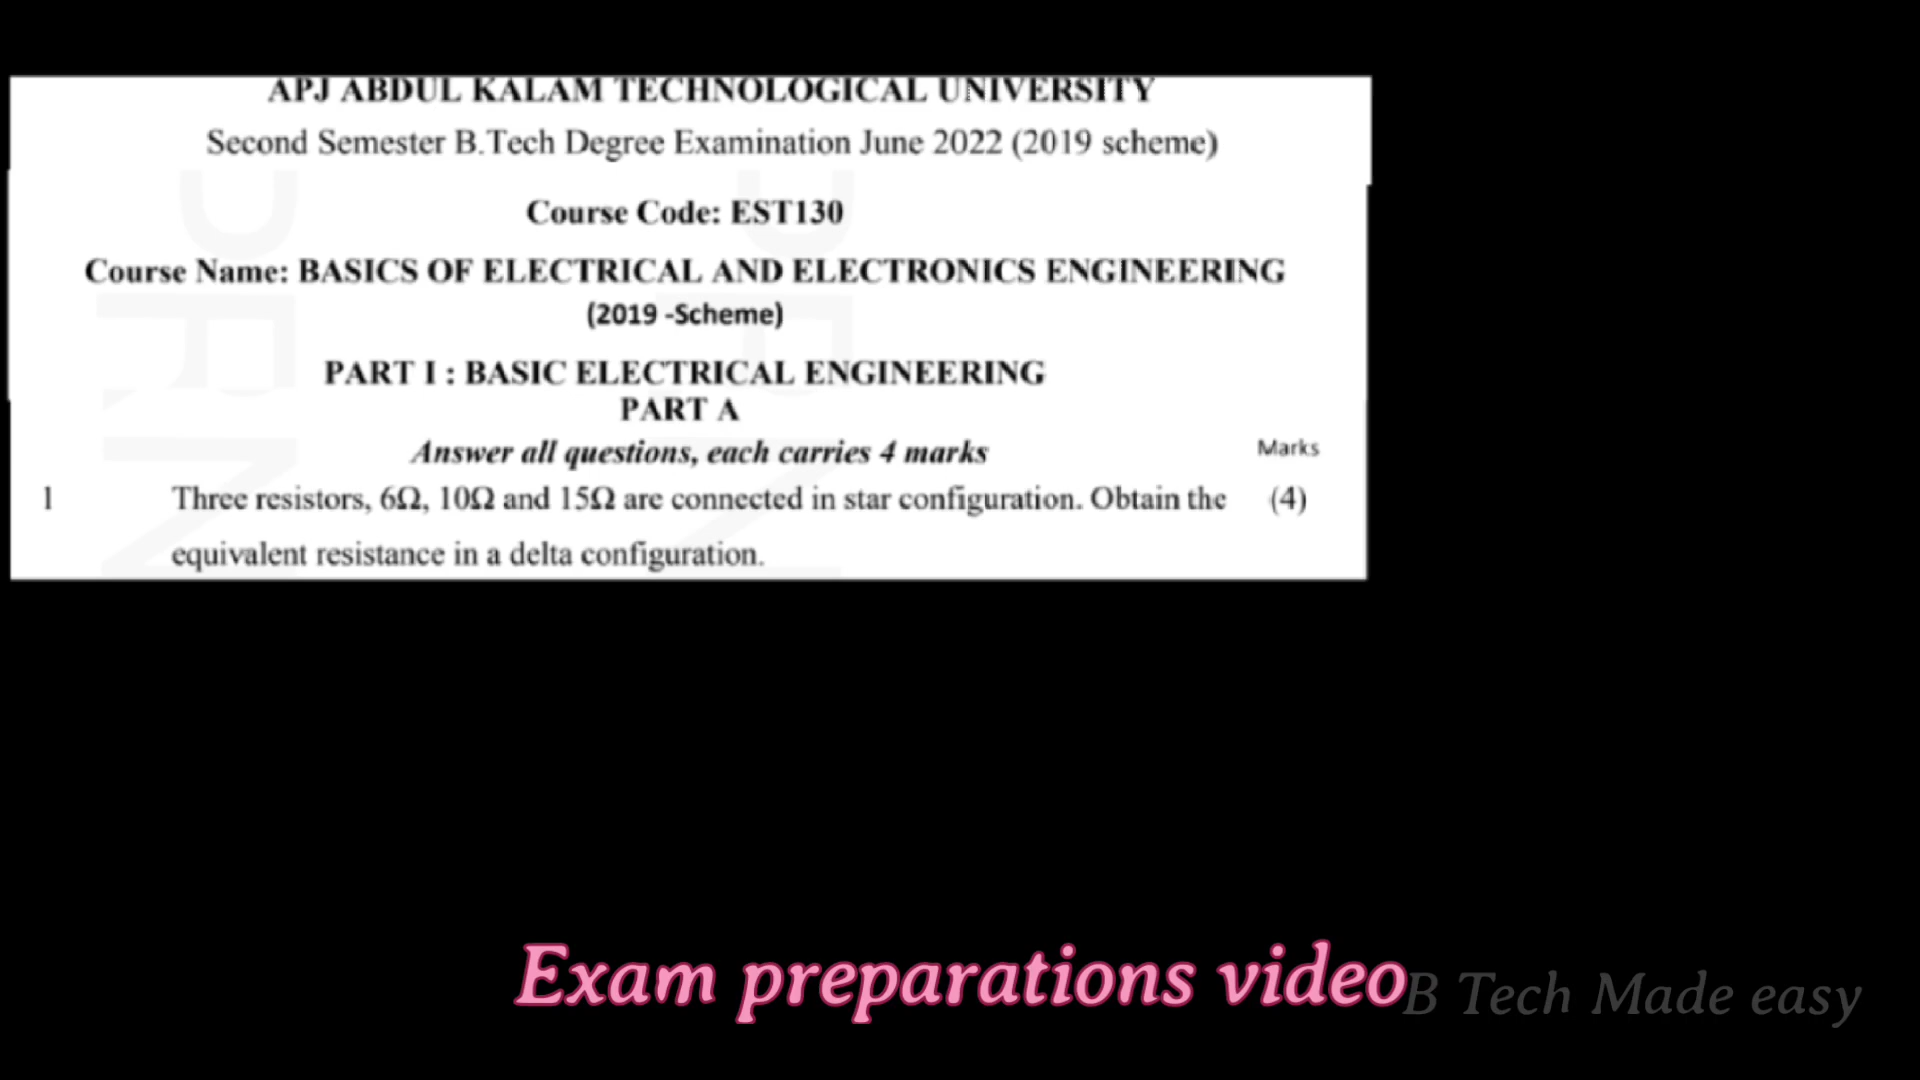 APJ ABDUL KALAM TECHNOLOGICAL UNIVERSITY
Second Semester B.Tech Degree Examination June 2022 (2019 scheme)
Course Code: EST130
Course Name: BASICS OF ELECTRICAL AND ELECTRONICS ENGINEERING
(2019 -Scheme)
PART I : BASIC ELECTRICAL ENGINEERING
PART A
Answer all questions, each carries 4 marks Marks
1 Three resistors, 6Ω, 10Ω and 15Ω are connected in star configuration. Obtain the (4)
equivalent resistance in a delta configuration.
Exam preparations video
B Tech Made easy